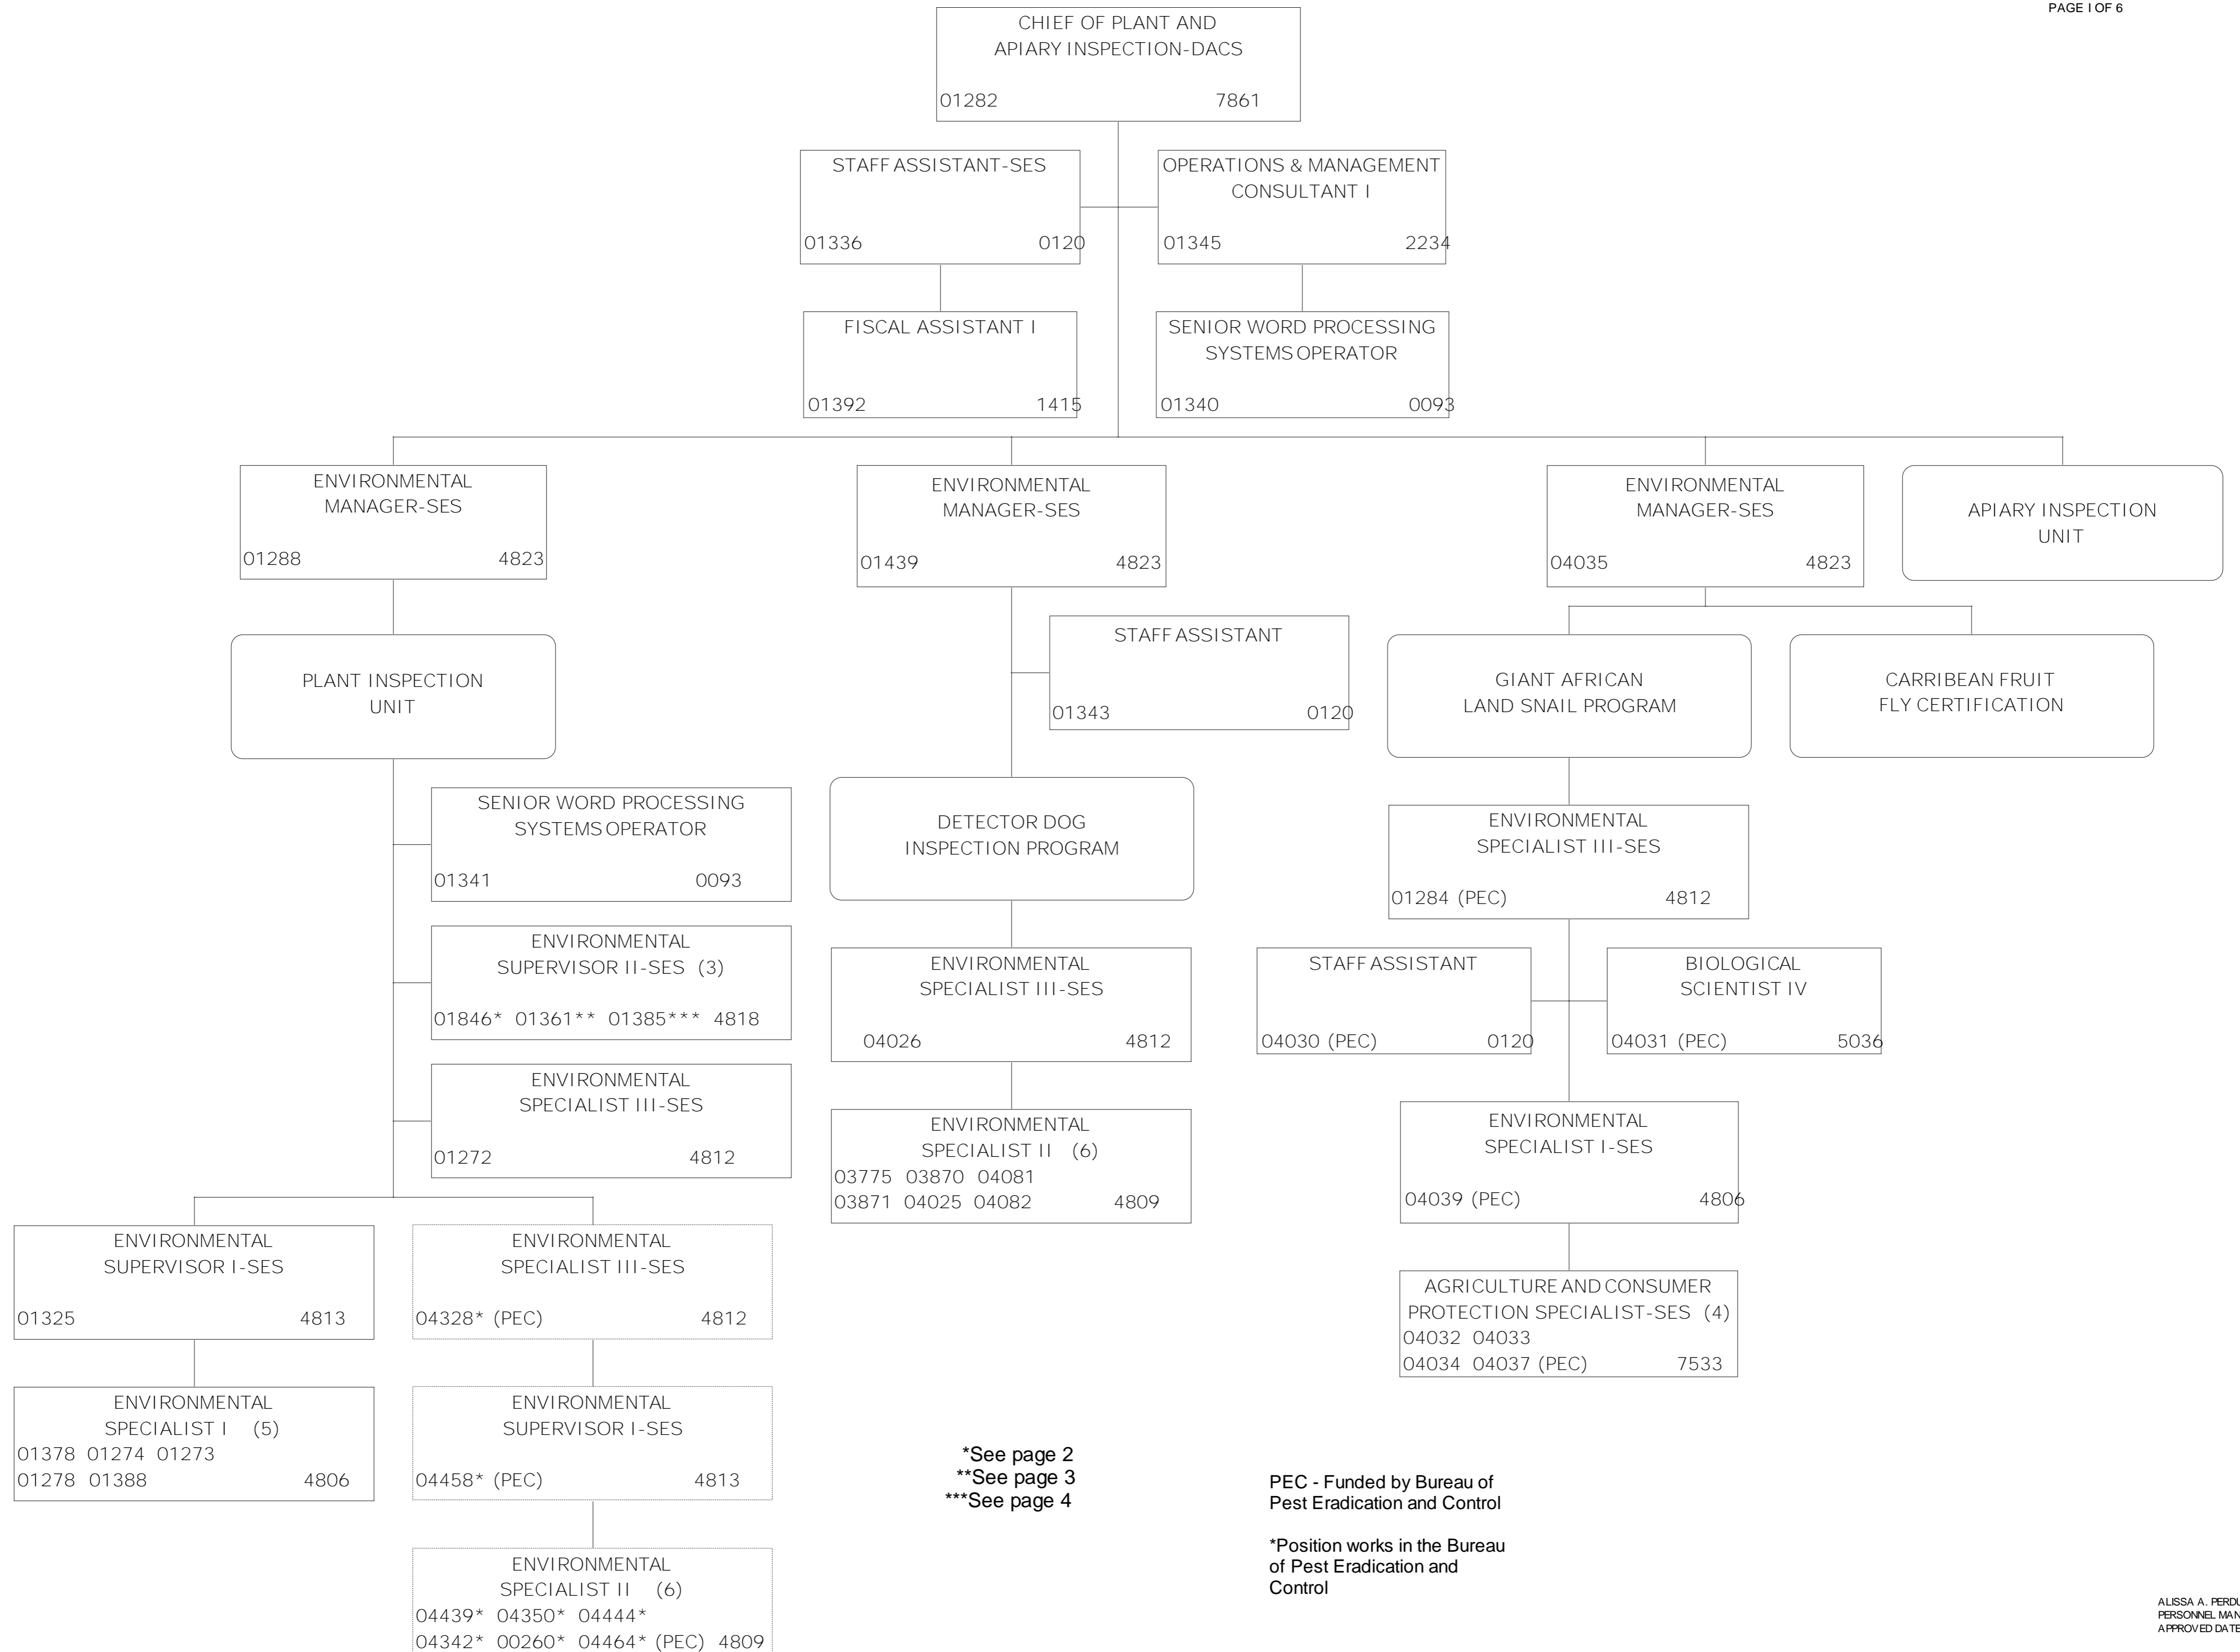 PAGE I OF 6
CHIEF OF PLANT AND
APIARY INSPECTION-DACS
01282 7861
STAFF ASSISTANT-SES
01336 0120
OPERATIONS & MANAGEMENT
CONSULTANT I
01345 2234
FISCAL ASSISTANT I
01392 1415
SENIOR WORD PROCESSING
SYSTEMS OPERATOR
01340 0093
ENVIRONMENTAL
MANAGER-SES
01288 4823
ENVIRONMENTAL
MANAGER-SES
01439 4823
ENVIRONMENTAL
MANAGER-SES
04035 4823
APIARY INSPECTION
UNIT
PLANT INSPECTION
UNIT
STAFF ASSISTANT
01343 0120
GIANT AFRICAN
LAND SNAIL PROGRAM
CARRIBEAN FRUIT
FLY CERTIFICATION
SENIOR WORD PROCESSING
SYSTEMS OPERATOR
01341 0093
DETECTOR DOG
INSPECTION PROGRAM
ENVIRONMENTAL
SPECIALIST III-SES
01284 (PEC) 4812
ENVIRONMENTAL
SUPERVISOR II-SES (3)
01846* 01361** 01385*** 4818
ENVIRONMENTAL
SPECIALIST III-SES
04026 4812
STAFF ASSISTANT
04030 (PEC) 0120
BIOLOGICAL
SCIENTIST IV
04031 (PEC) 5036
ENVIRONMENTAL
SPECIALIST III-SES
01272 4812
ENVIRONMENTAL
SPECIALIST II (6)
03775 03870 04081
03871 04025 04082 4809
ENVIRONMENTAL
SPECIALIST I-SES
04039 (PEC) 4806
ENVIRONMENTAL
SUPERVISOR I-SES
01325 4813
ENVIRONMENTAL
SPECIALIST III-SES
04328* (PEC) 4812
AGRICULTURE AND CONSUMER
PROTECTION SPECIALIST-SES (4)
04032 04033
04034 04037 (PEC) 7533
ENVIRONMENTAL
SPECIALIST I (5)
01378 01274 01273
01278 01388 4806
ENVIRONMENTAL
SUPERVISOR I-SES
04458* (PEC) 4813
ENVIRONMENTAL
SPECIALIST II (6)
04439* 04350* 04444*
04342* 00260* 04464* (PEC) 4809
*See page 2
**See page 3
***See page 4
PEC - Funded by Bureau of
Pest Eradication and Control
*Position works in the Bureau
of Pest Eradication and
Control
ALISSA A.
PERSONNEL
APPROVED DATE